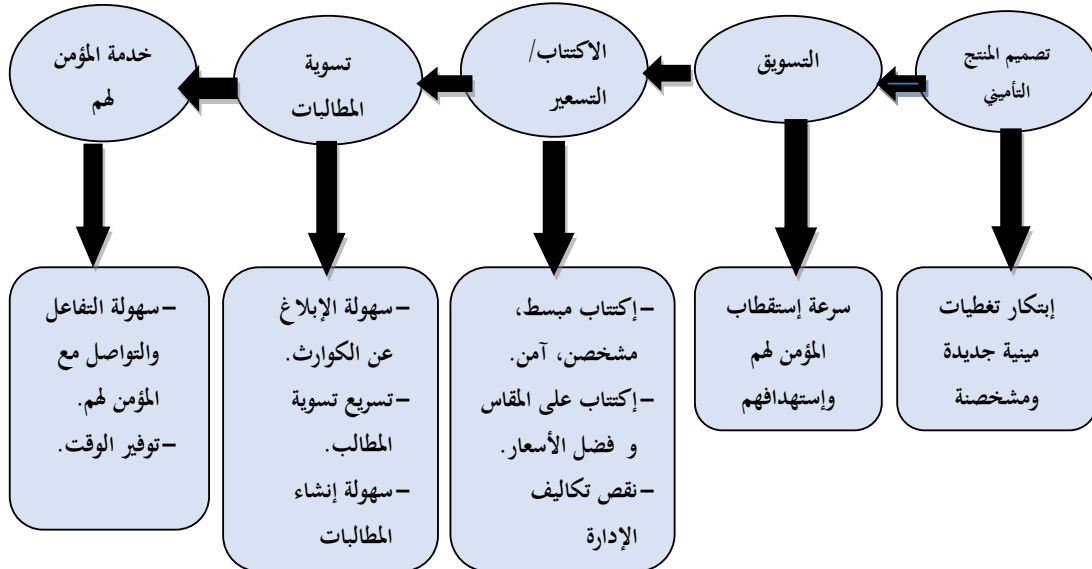 تصميم المنتج
التأميني
التسويق
الاكتتاب/
التسعير
تسوية
المطالبات
خدمة المؤمن
لهم
إبتكار تغطيات
مينية جديدة
ومشخصنة
سرعة إستقطاب
المؤمن لهم
وإستهدافهم
–إكتتاب مبسط،
مشخصن، آمن.
–إكتتاب على المقاس
و فضل الأسعار.
–نقص تكاليف
الإدارة
–سهولة الإبلاغ
عن الكوارث.
–تسريع تسوية
المطالب.
–سهولة إنشاء
المطالبات
–سهولة التفاعل
والتواصل مع
المؤمن لهم.
–توفير الوقت.